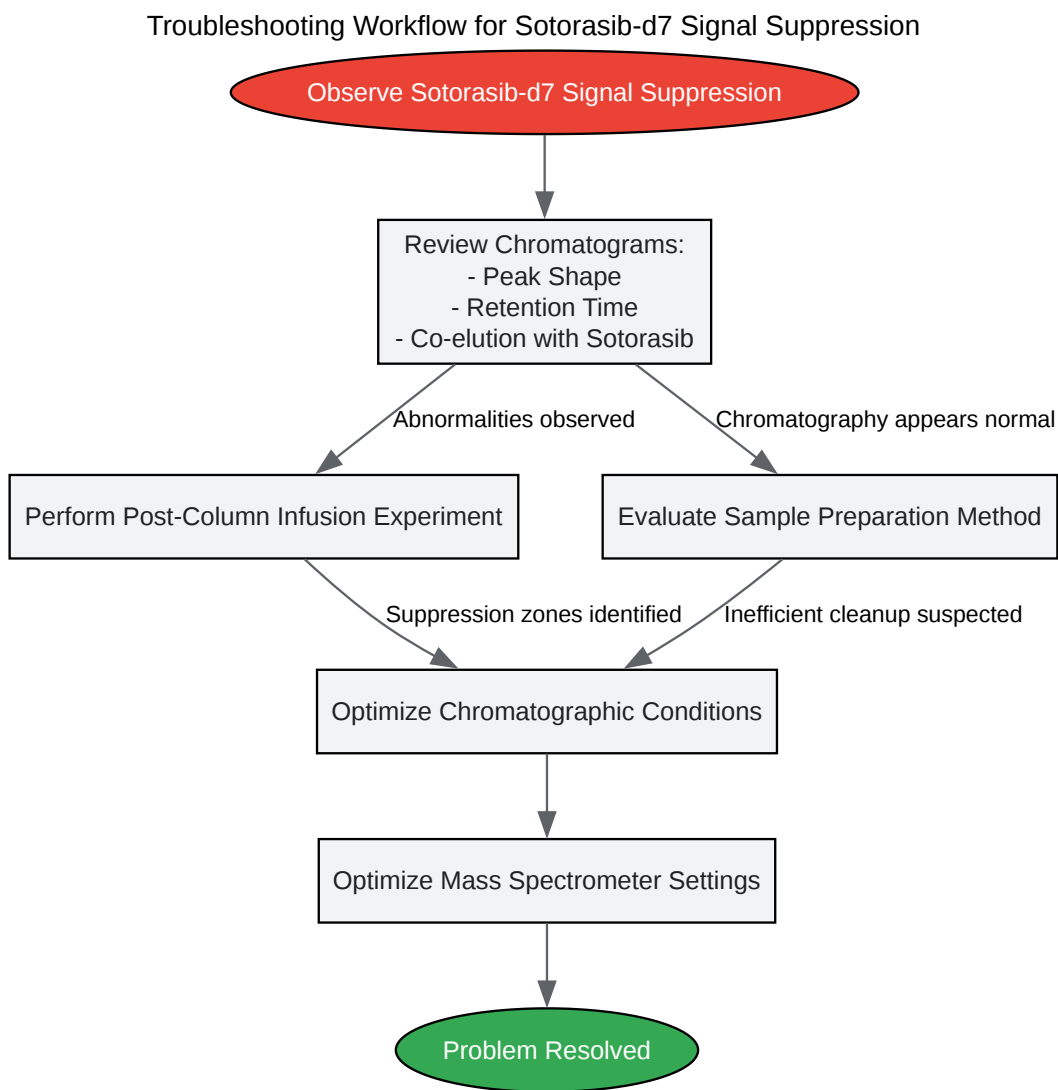 Troubleshooting Workflow for Sotorasib-d7 Signal Suppression
Observe Sotorasib-d7 Signal Suppression
Review Chromatograms:
- Peak Shape
- Retention Time
- Co-elution with Sotorasib
Abnormalities observed
Chromatography appears normal
Perform Post-Column Infusion Experiment
Evaluate Sample Preparation Method
Suppression zones identified
Inefficient cleanup suspected
Optimize Chromatographic Conditions
Optimize Mass Spectrometer Settings
Problem Resolved